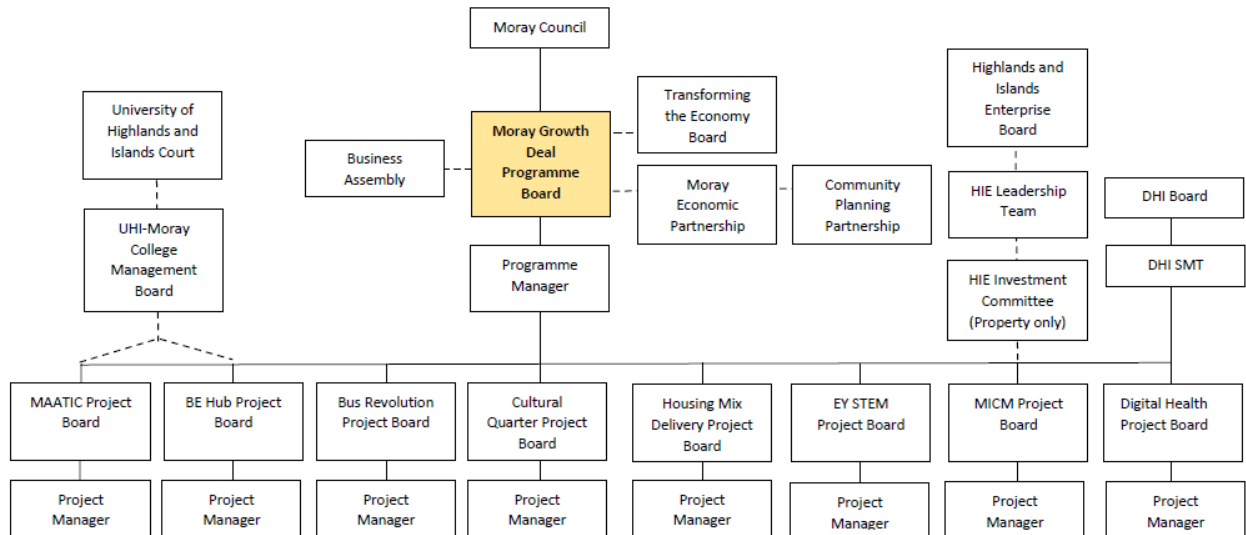 Moray Council
Highlands and
Islands
Enterprise
Board
Transforming
the Economy
Board
University of
Highlands and
Islands Court
Moray Growth
Deal
Programme
Board
Business
Assembly
Moray
Economic
Partnership
Community
Planning
Partnership
HIE Leadership
Team
DHI Board
UHI-Moray
College
Management
Board
Programme
Manager
DHI SMT
HIE Investment
Committee
(Property only)
MAATIC Project
Board
BE Hub Project
Board
Bus Revolution
Project Board
Cultural
Quarter Project
Board
Housing Mix
Delivery Project
Board
EY STEM
Project Board
MICM Project
Board
Digital Health
Project Board
Project
Manager
Project
Manager
Project
Manager
Project
Manager
Project
Manager
Project
Manager
Project
Manager
Project
Manager